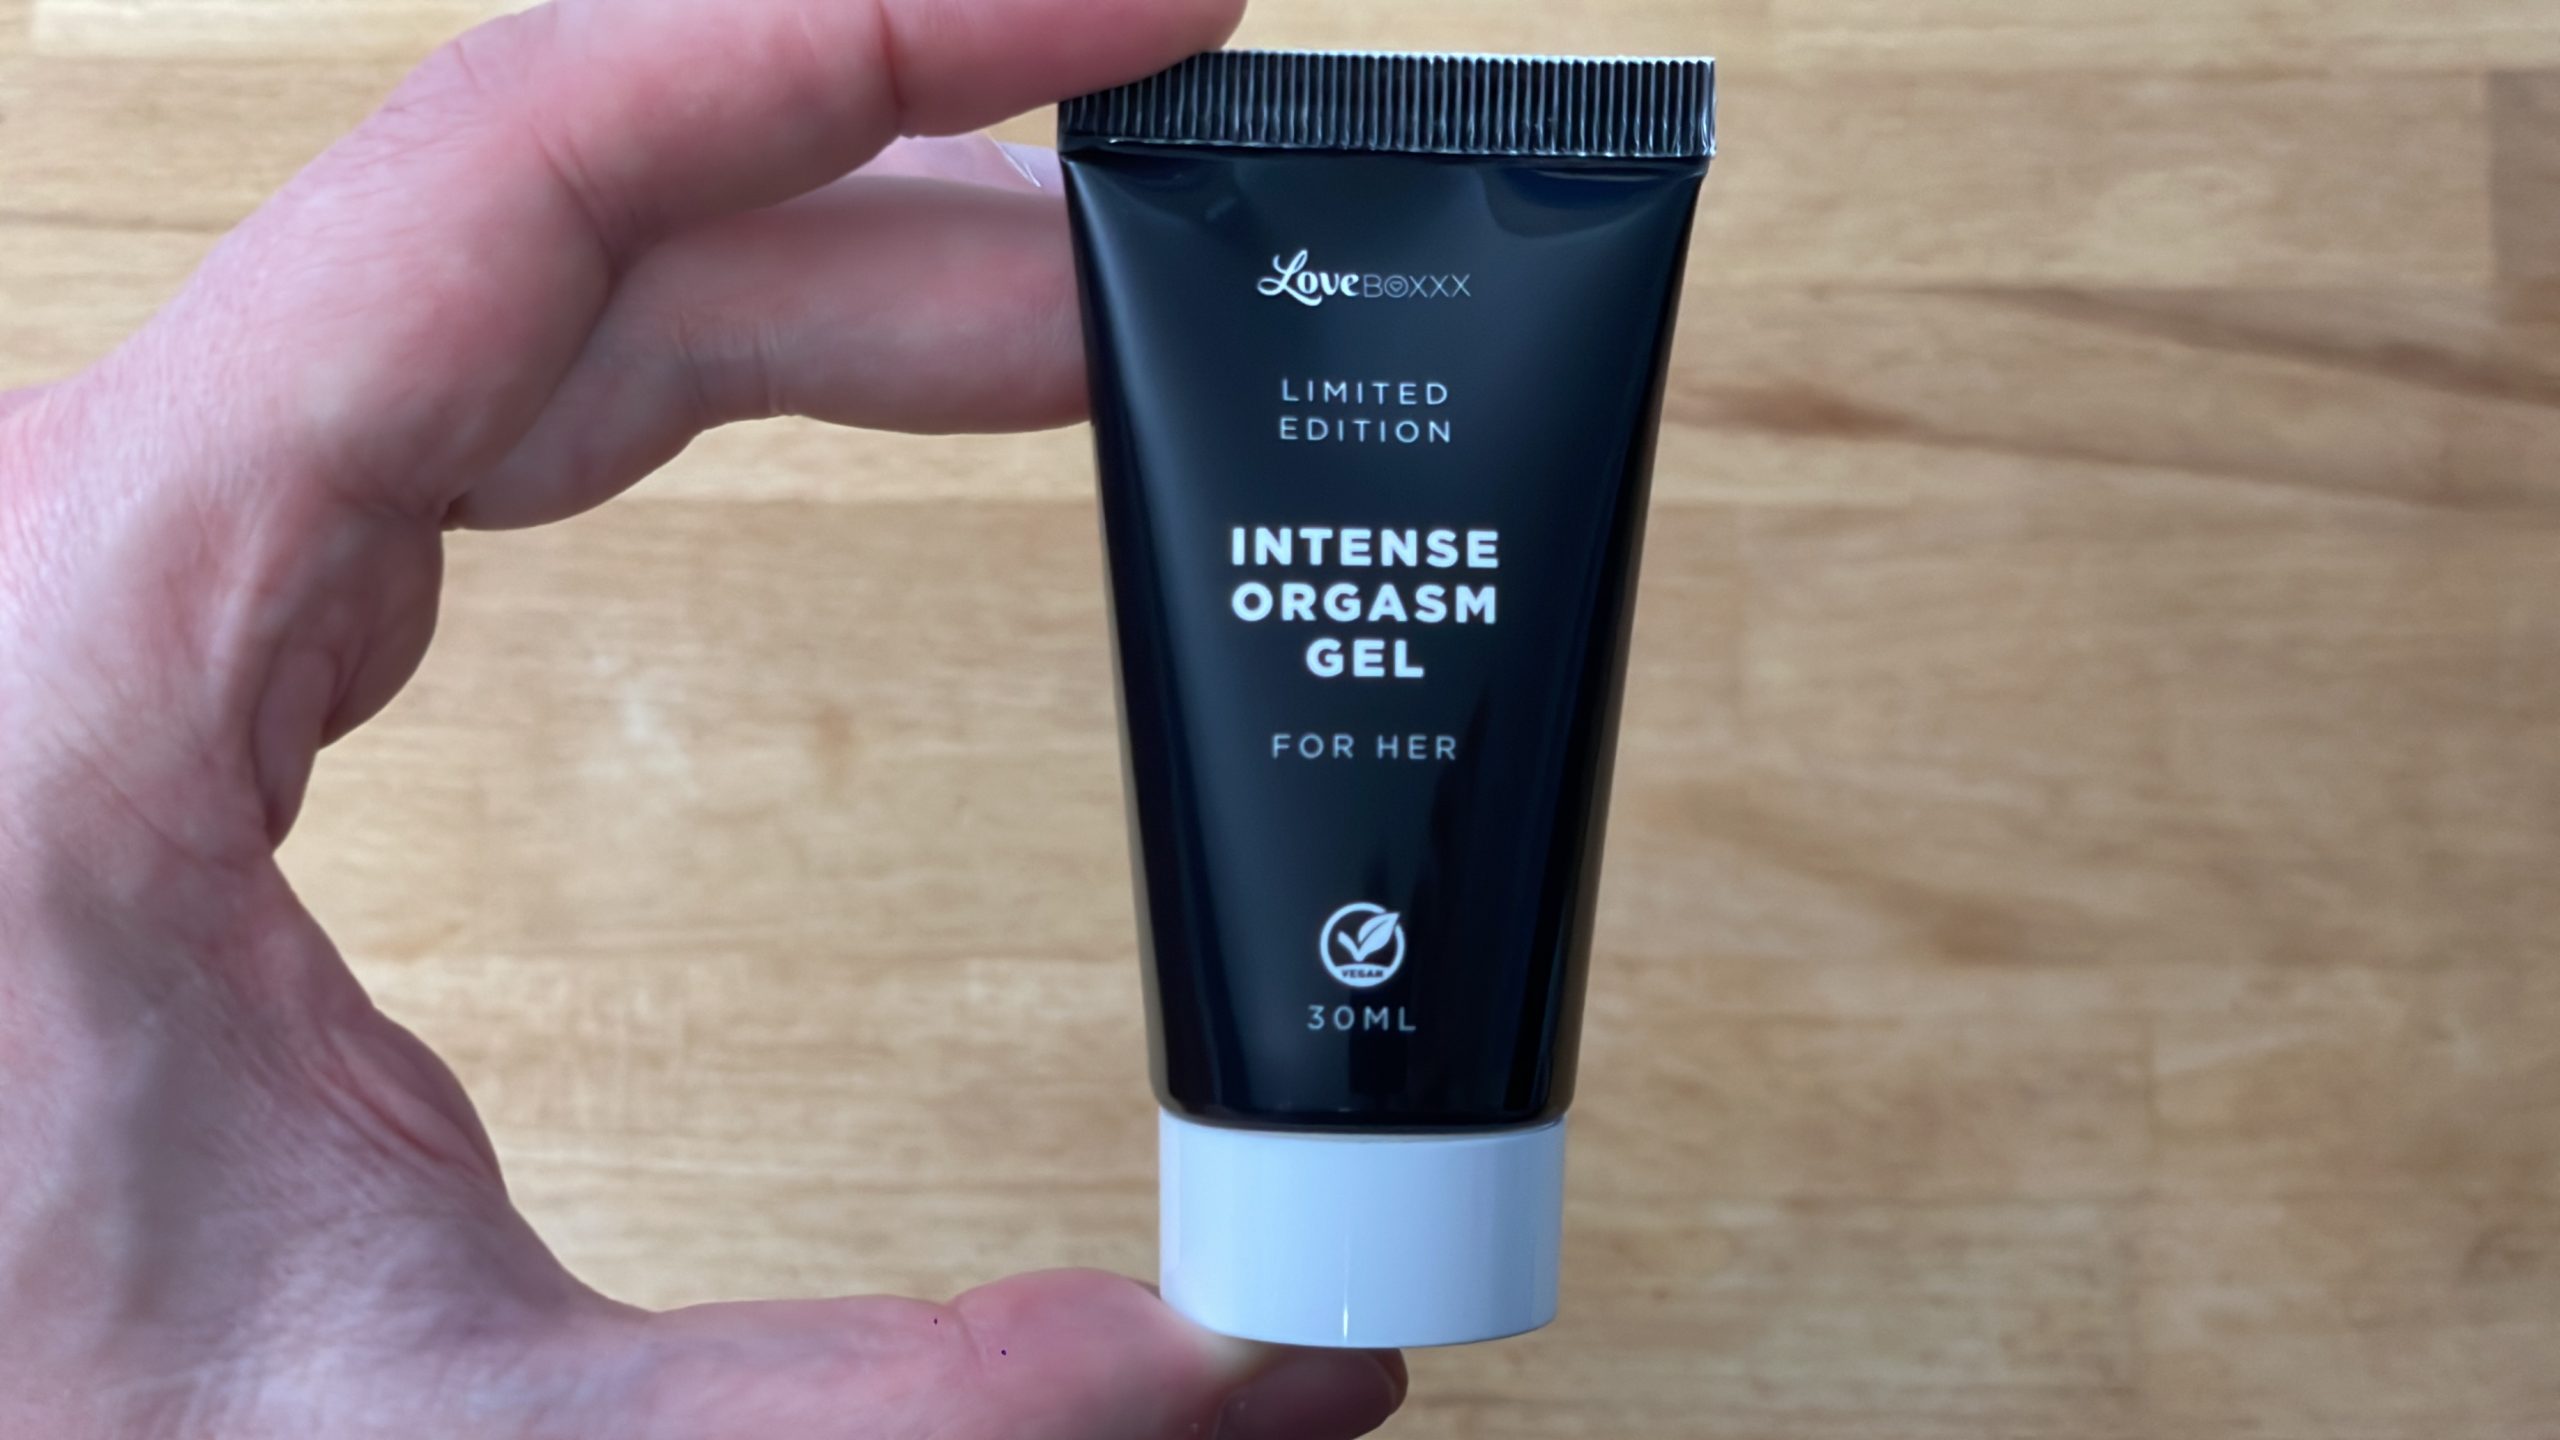 LoveBOXXX
LIMITED
EDITION
INTENSE
ORGASM
GEL
FOR HER
VEGAN
30ML